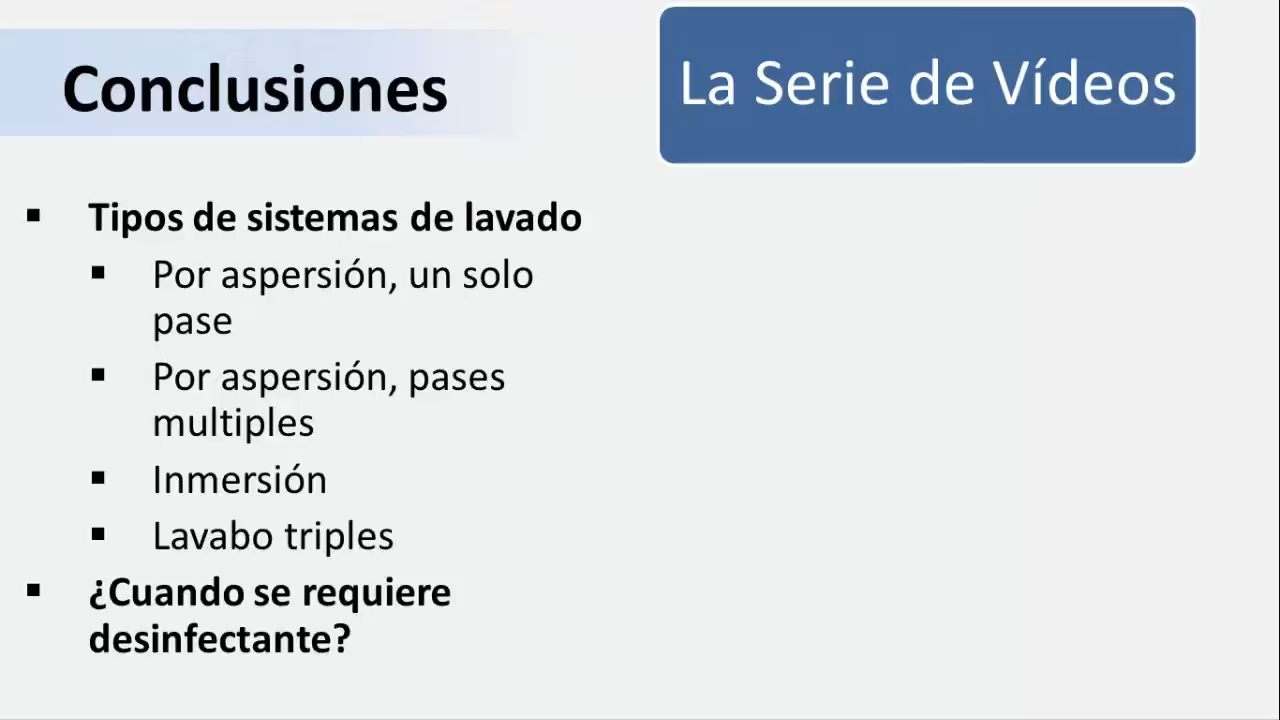 Conclusiones
La Serie de Vídeos
▪ Tipos de sistemas de lavado
▪ Por aspersión, un solo
pase
▪ Por aspersión, pases
multiples
▪ Inmersión
▪ Lavabo triples
▪ ¿Cuando se requiere
desinfectante?